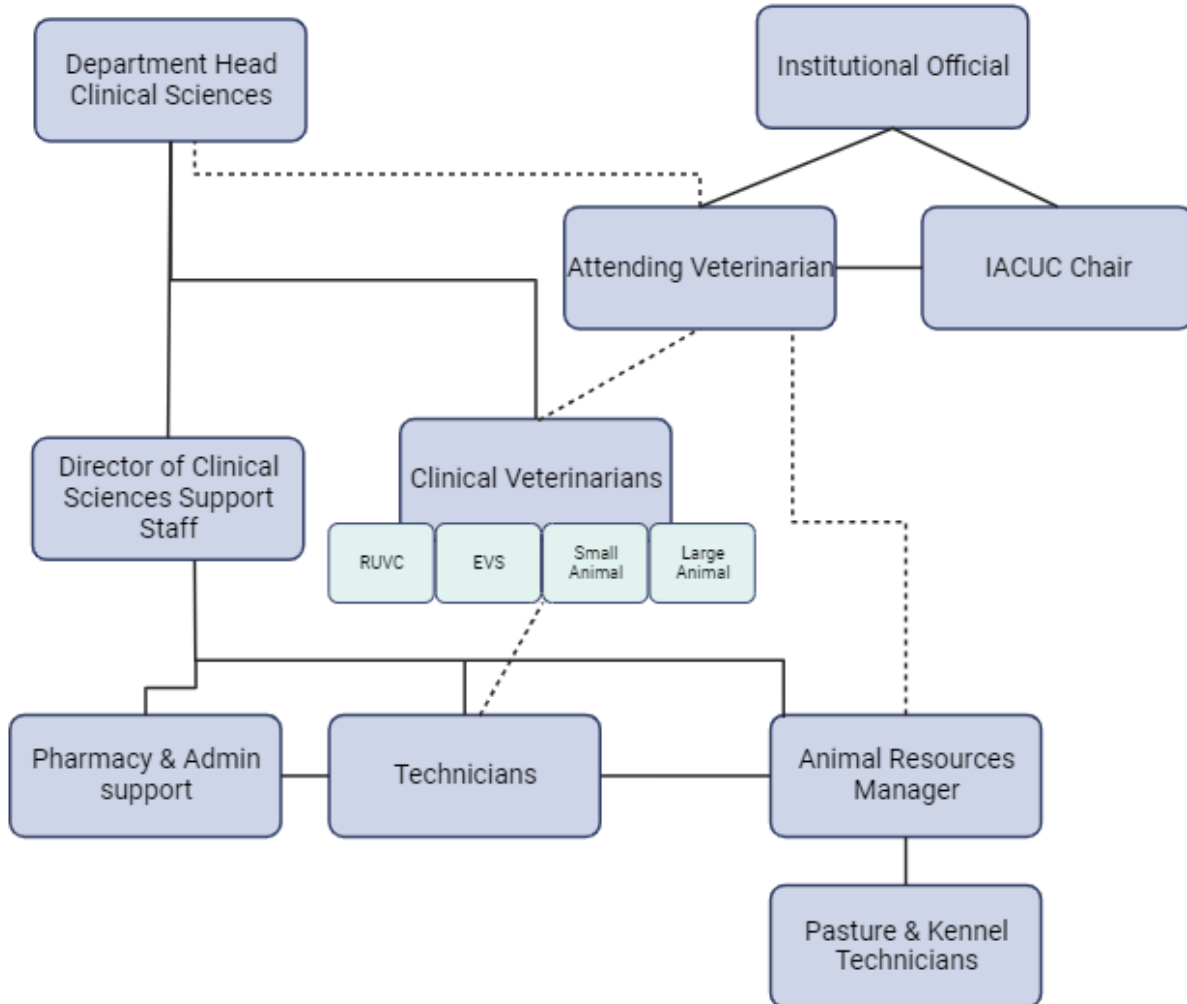 Department Head
Clinical Sciences
Institutional Official
Attending Veterinarian
IACUC Chair
Director of Clinical
Sciences Support
Staff
Clinical Veterinarians
RUVC
EVS
Small
Animal
Large
Animal
Pharmacy & Admin
support
Technicians
Animal Resources
Manager
Pasture & Kennel
Technicians